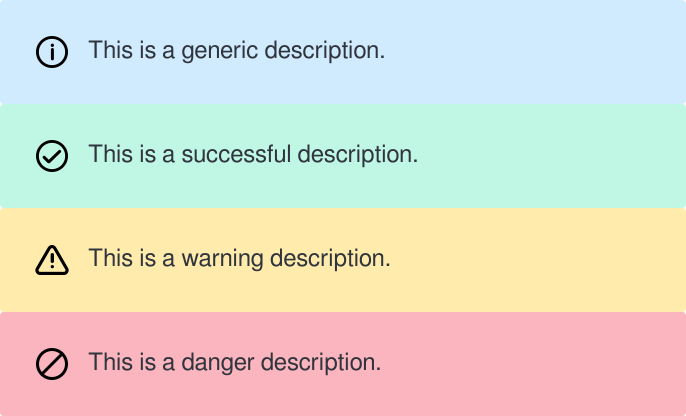 This is a generic description.
This is a successful description.
This is a warning description.
This is a danger description.